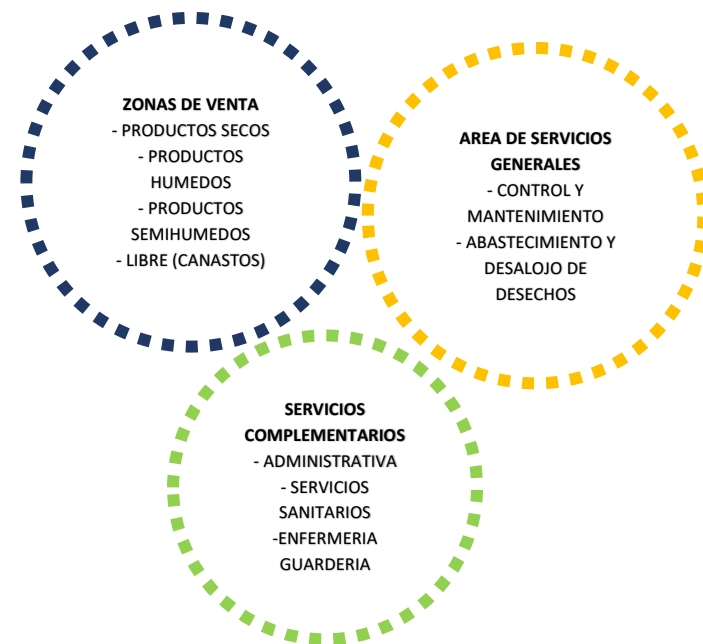 ZONAS DE VENTA
- PRODUCTOS SECOS
- PRODUCTOS
HUMEDOS
- PRODUCTOS
SEMIHUMEDOS
- LIBRE (CANASTOS)
AREA DE SERVICIOS
GENERALES
- CONTROL Y
MANTENIMIENTO
- ABASTECIMIENTO Y
DESALOJO DE
DESECHOS
SERVICIOS
COMPLEMENTARIOS
- ADMINISTRATIVA
- SERVICIOS
SANITARIOS
-ENFERMERIA
GUARDERIA